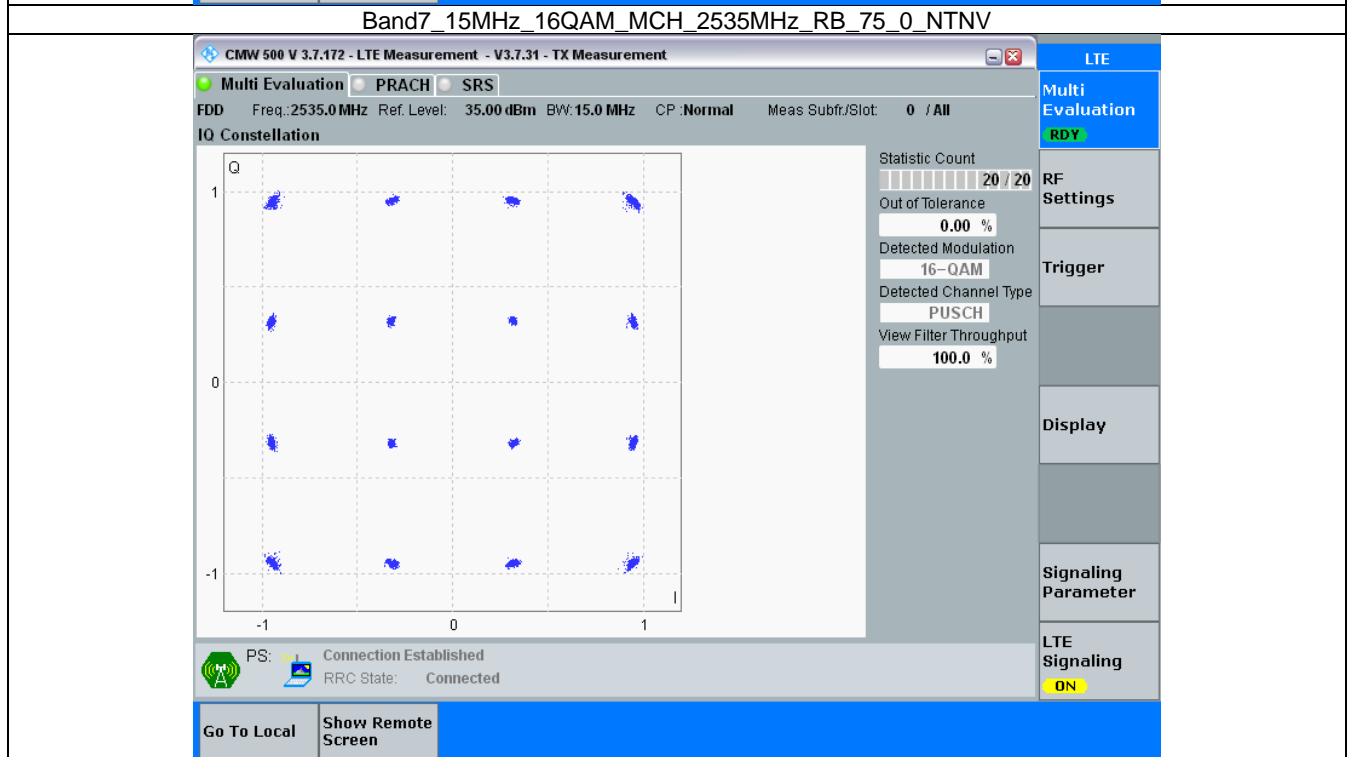 Band7_15MHz_16QAM_MCH_2535MHz_RB_75_0_NTNV
CMW 500 V 3.7.172 - LTE Measurement - V3.7.31 - TX Measurement
LTE
Multi Evaluation PRACH SRS
Multi
Evaluation
RDY
FDD Freq.:2535.0 MHz Ref. Level: 35.00 dBm BW:15.0 MHz CP :Normal Meas Subfr./Slot: 0 / All
IQ Constellation
Q
1
0
-1
-1 0 1
I
Statistic Count
20 / 20
Out of Tolerance
0.00 %
Detected Modulation
16-QAM
Detected Channel Type
PUSCH
View Filter Throughput
100.0 %
RF
Settings
Trigger
Display
Signaling
Parameter
LTE
Signaling
ON
PS: Connection Established
RRC State: Connected
Go To Local
Show Remote
Screen